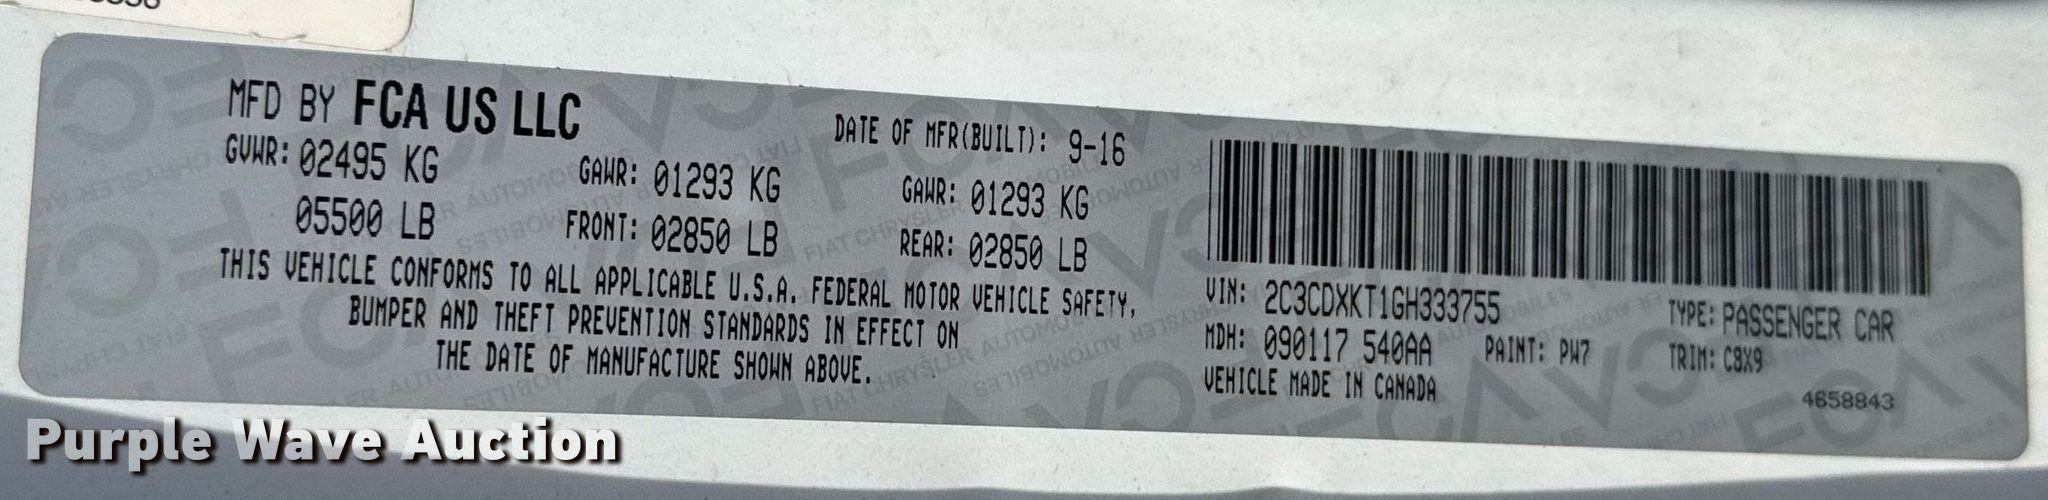 MFD BY FCA US LLC
DATE OF MFR(BUILT): 9-16
GVWR: 02495 KG
05500 LB
GAWR: 01293 KG
FRONT: 02850 LB
GAWR: 01293 KG
REAR: 02850 LB
THIS VEHICLE CONFORMS TO ALL APPLICABLE U.S.A. FEDERAL MOTOR VEHICLE SAFETY,
BUMPER AND THEFT PREVENTION STANDARDS IN EFFECT ON
THE DATE OF MANUFACTURE SHOWN ABOVE.
VIN: 2C3CDXKT1GH333755
TYPE: PASSENGER CAR
MDH: 090117 540AA PAINT: PW7 TRIM: C8X9
VEHICLE MADE IN CANADA
4658843
Purple Wave Auction